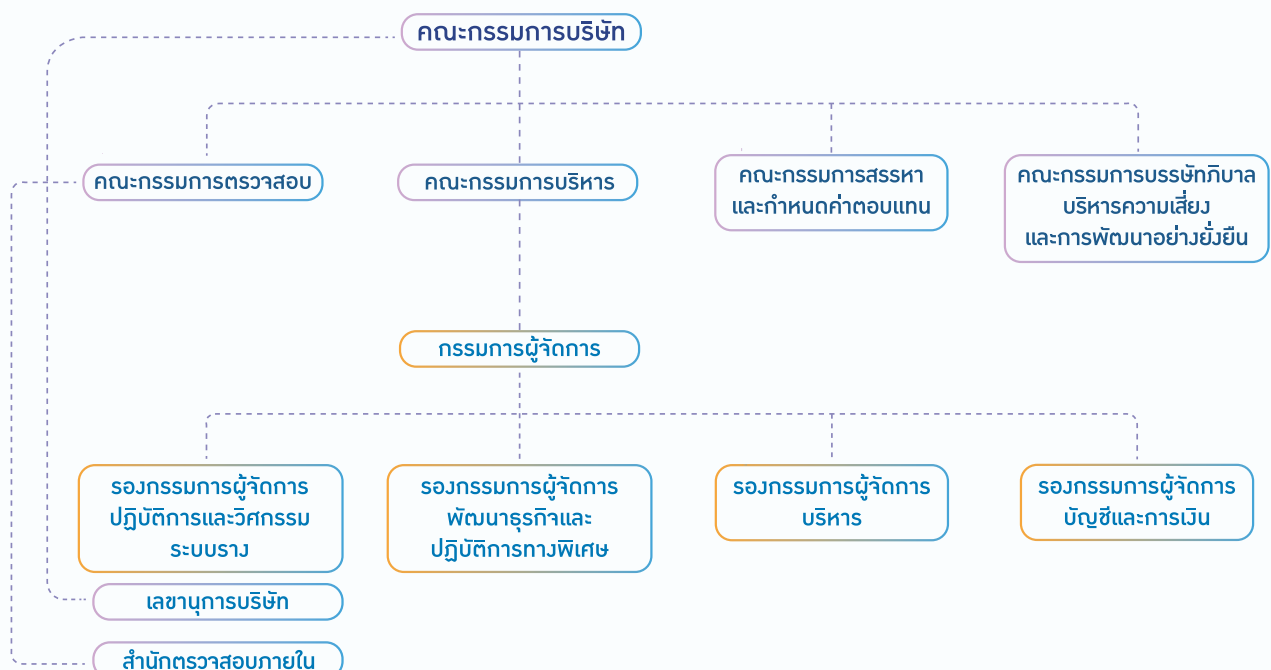 คณะกรรมการบริษัท
คณะกรรมการตรวจสอบ
คณะกรรมการบริหาร
คณะกรรมการสรรหา
และกำหนดค่าตอบแทน
คณะกรรมการบรรษัทภิบาล
บริหารความเสี่ยง
และการพัฒนาอย่างยั่งยืน
กรรมการผู้จัดการ
รองกรรมการผู้จัดการ
ปฏิบัติการและวิศกรรม
ระบบราง
รองกรรมการผู้จัดการ
พัฒนาธุรกิจและ
ปฏิบัติการทางพิเศษ
รองกรรมการผู้จัดการ
บริหาร
รองกรรมการผู้จัดการ
บัญชีและการเงิน
เลขานุการบริษัท
สำนักตรวจสอบภายใน